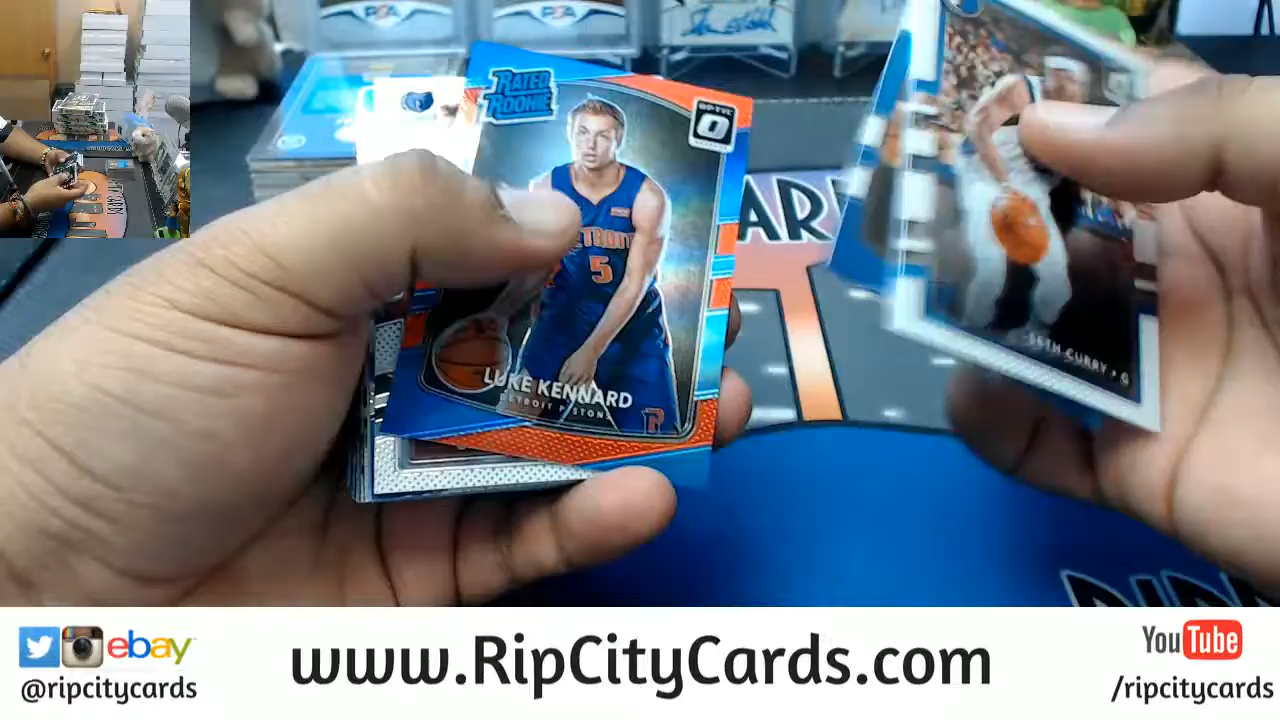 PSA
PSA
RATED
ROOKIE
OPTIC
DETROIT
5
LUKE KENNARD
DETROIT PISTONS
SETH CURRY • G
ebay
@ripcitycards
www.RipCityCards.com
YouTube
/ripcitycards